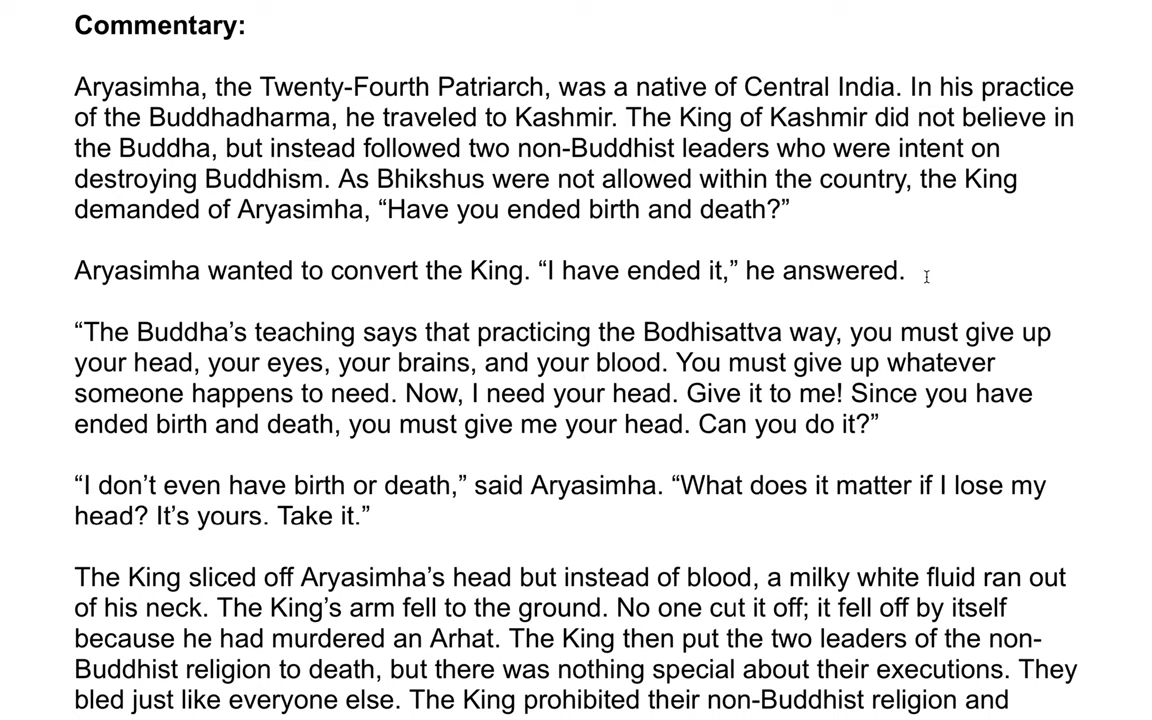 Commentary:
Aryasimha, the Twenty-Fourth Patriarch, was a native of Central India. In his practice
of the Buddhadharma, he traveled to Kashmir. The King of Kashmir did not believe in
the Buddha, but instead followed two non-Buddhist leaders who were intent on
destroying Buddhism. As Bhikshus were not allowed within the country, the King
demanded of Aryasimha, “Have you ended birth and death?”
Aryasimha wanted to convert the King. “I have ended it,” he answered.
“The Buddha’s teaching says that practicing the Bodhisattva way, you must give up
your head, your eyes, your brains, and your blood. You must give up whatever
someone happens to need. Now, I need your head. Give it to me! Since you have
ended birth and death, you must give me your head. Can you do it?”
“I don’t even have birth or death,” said Aryasimha. “What does it matter if I lose my
head? It’s yours. Take it.”
The King sliced off Aryasimha’s head but instead of blood, a milky white fluid ran out
of his neck. The King’s arm fell to the ground. No one cut it off; it fell off by itself
because he had murdered an Arhat. The King then put the two leaders of the non-
Buddhist religion to death, but there was nothing special about their executions. They
bled just like everyone else. The King prohibited their non-Buddhist religion and